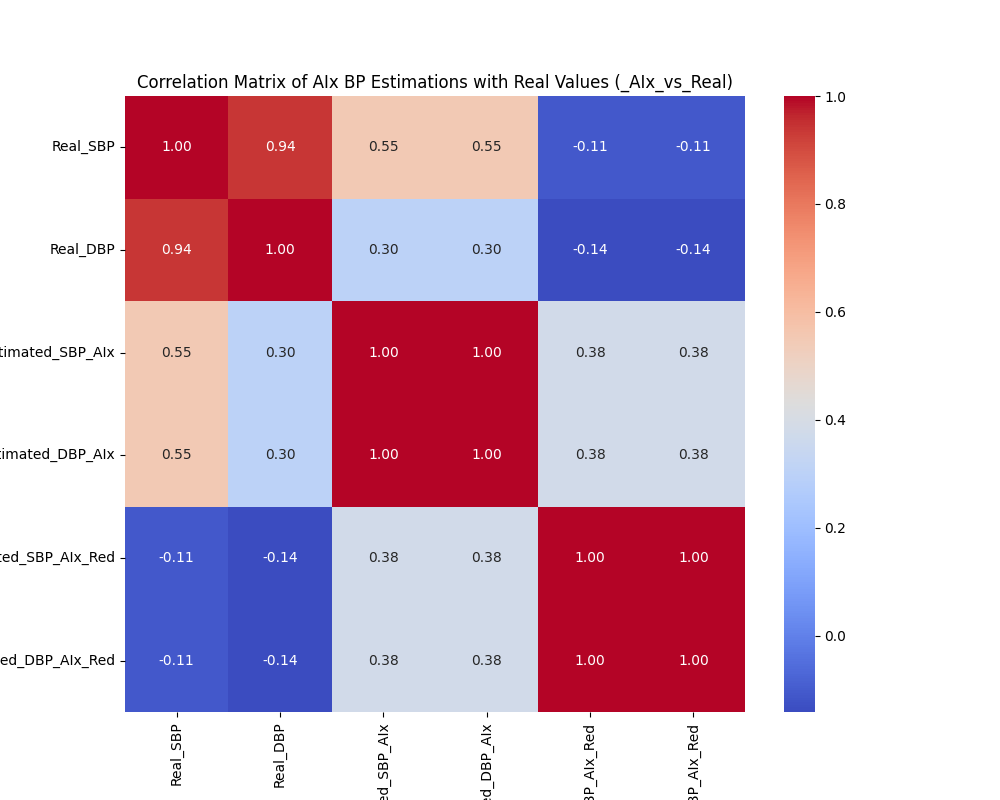 Correlation Matrix of AIx BP Estimations with Real Values (_AIx_vs_Real)
Real_SBP 1.00 0.94 0.55 0.55 -0.11 -0.11
Real_DBP 0.94 1.00 0.30 0.30 -0.14 -0.14
timated_SBP_AIx 0.55 0.30 1.00 1.00 0.38 0.38
timated_DBP_AIx 0.55 0.30 1.00 1.00 0.38 0.38
ted_SBP_AIx_Red -0.11 -0.14 0.38 0.38 1.00 1.00
ed_DBP_AIx_Red -0.11 -0.14 0.38 0.38 1.00 1.00
Real_SBP
Real_DBP
ed_SBP_AIx
ed_DBP_AIx
BP_AIx_Red
BP_AIx_Red
1.0
0.8
0.6
0.4
0.2
0.0